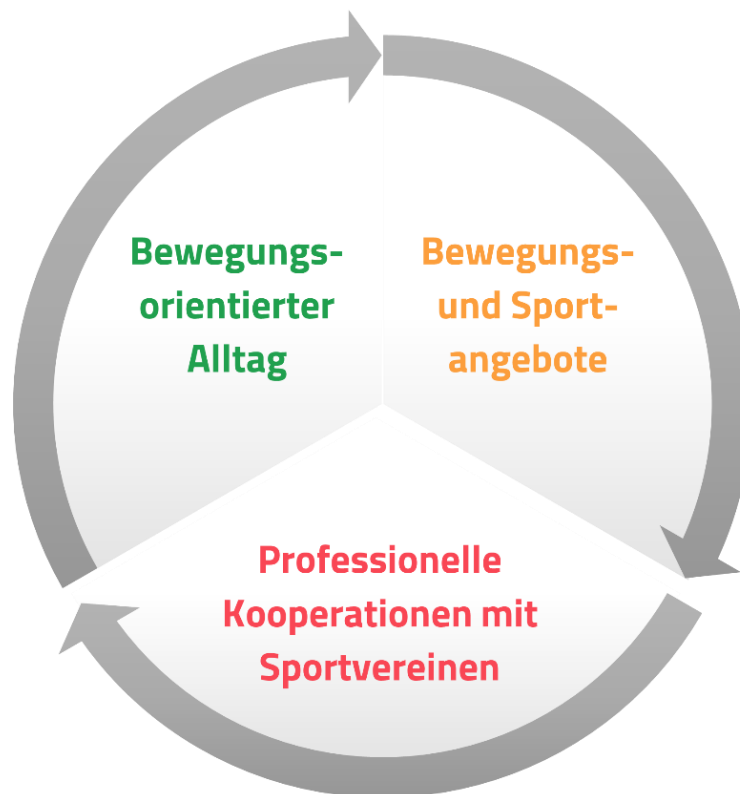 Bewegungs-
orientierter
Alltag
Bewegungs-
und Sport-
angebote
Professionelle
Kooperationen mit
Sportvereinen